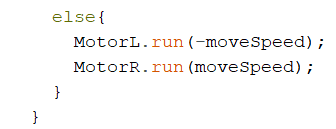 else{
MotorL.run(-moveSpeed);
MotorR.run(moveSpeed);
}
}